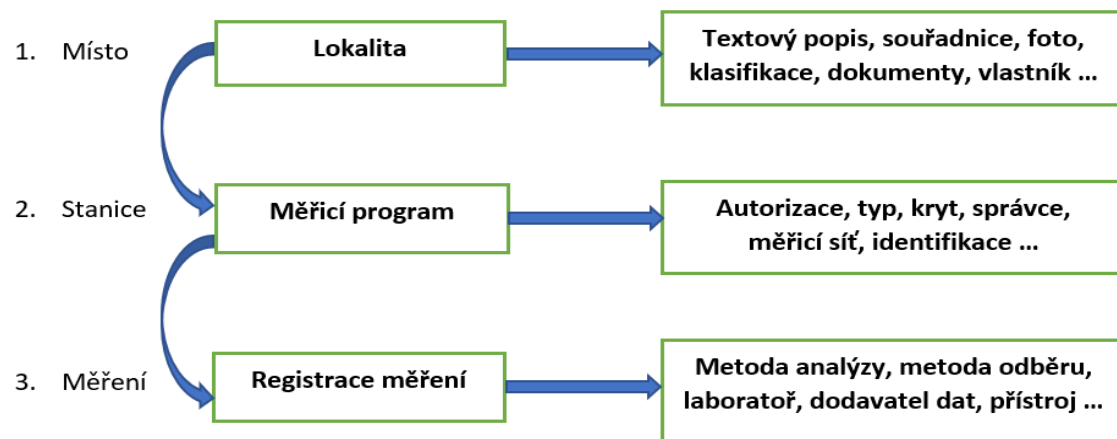 1. Místo
Lokalita
Textový popis, souřadnice, foto,
klasifikace, dokumenty, vlastník ...
2. Stanice
Měřicí program
Autorizace, typ, kryt, správce,
měřicí síť, identifikace ...
3. Měření
Registrace měření
Metoda analýzy, metoda odběru,
laboratoř, dodavatel dat, přístroj ...